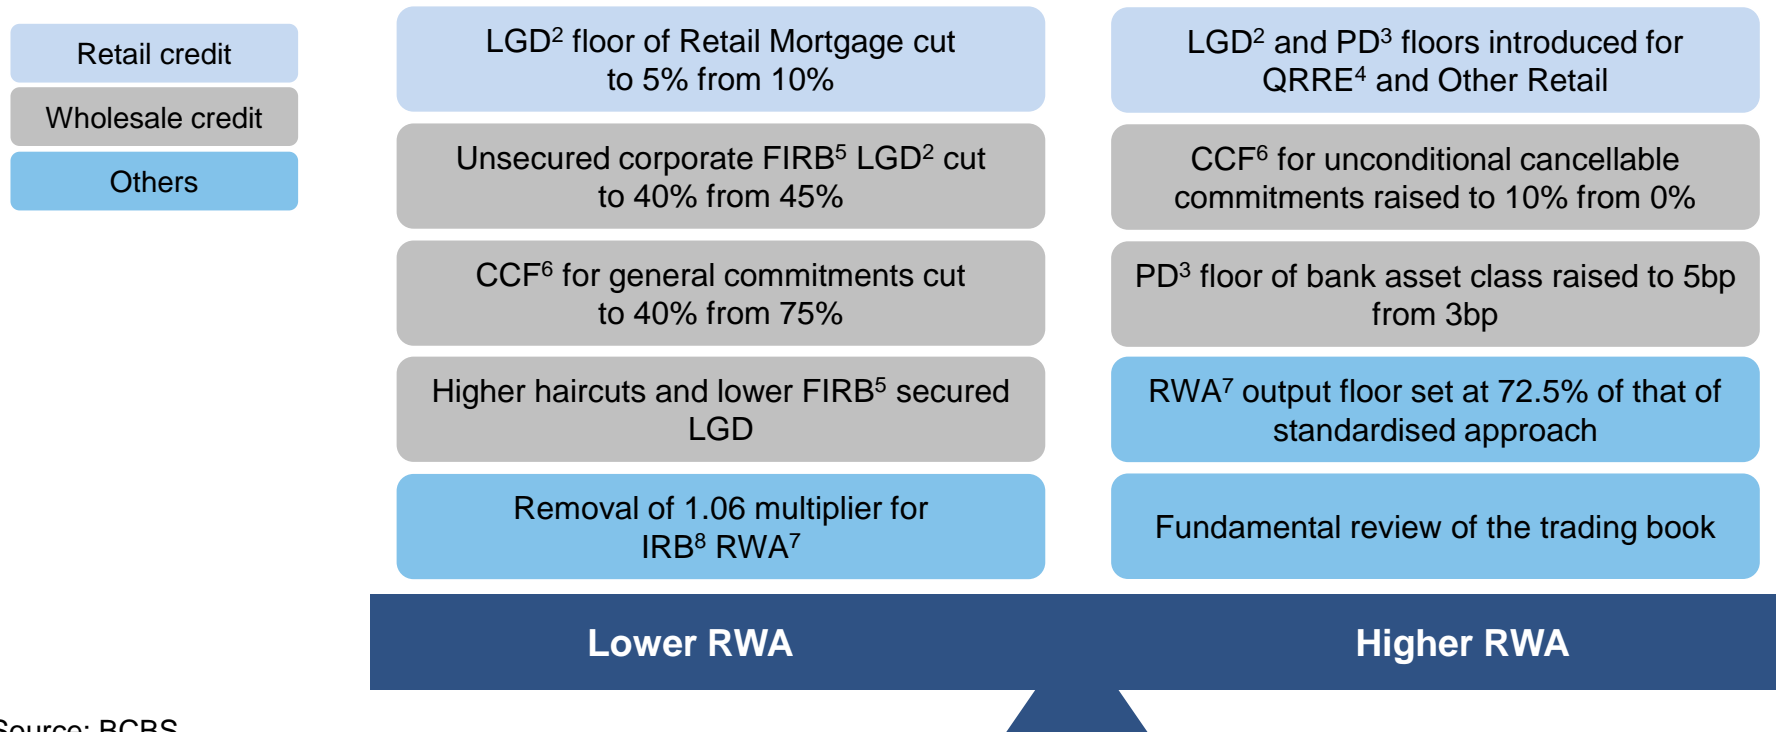 Retail credit
Wholesale credit
Others
LGD² floor of Retail Mortgage cut
to 5% from 10%
Unsecured corporate FIRB⁵ LGD² cut
to 40% from 45%
CCF⁶ for general commitments cut
to 40% from 75%
Higher haircuts and lower FIRB⁵ secured
LGD
Removal of 1.06 multiplier for
IRB⁸ RWA⁷
LGD² and PD³ floors introduced for
QRRE⁴ and Other Retail
CCF⁶ for unconditional cancellable
commitments raised to 10% from 0%
PD³ floor of bank asset class raised to 5bp
from 3bp
RWA⁷ output floor set at 72.5% of that of
standardised approach
Fundamental review of the trading book
Lower RWA
Higher RWA
Source: BCBS